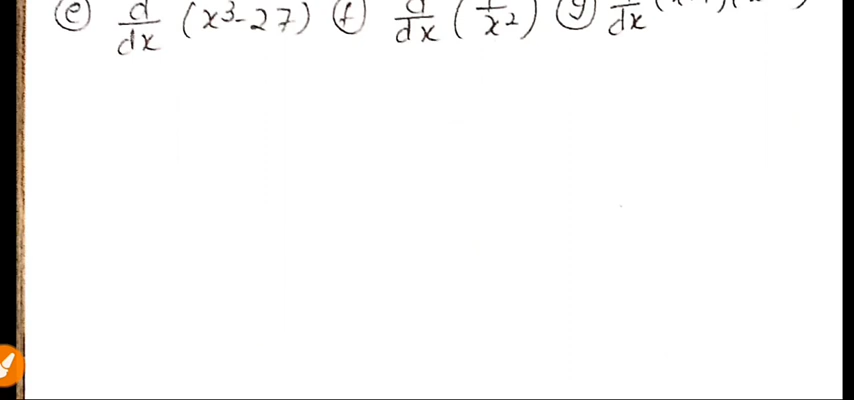 (e) d/dx (x³-27) (f) d/dx (1/x²) (g) d/dx